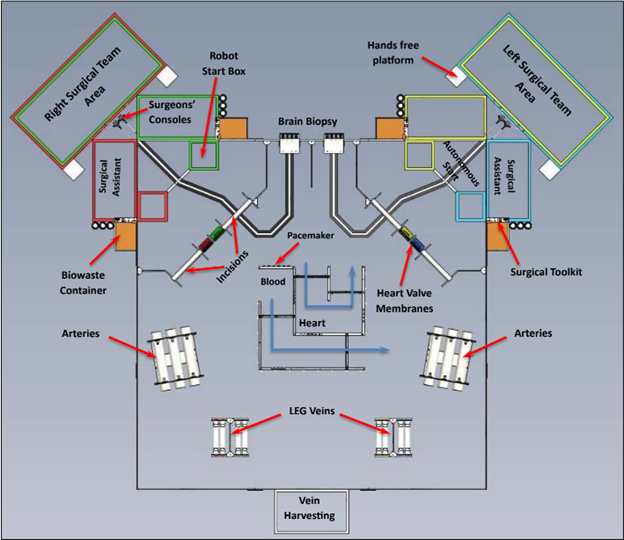 Hands free
platform
Robot
Start Box
Right Surgical Team
Area
Left Surgical Team
Area
Surgeons'
Consoles
Brain Biopsy
Surgical
Assistant
Autonomous
Start
Surgical
Assistant
Incisions
Pacemaker
Biowaste
Container
Surgical Toolkit
Blood
Heart Valve
Membranes
Heart
Arteries
Arteries
LEG Veins
Vein
Harvesting